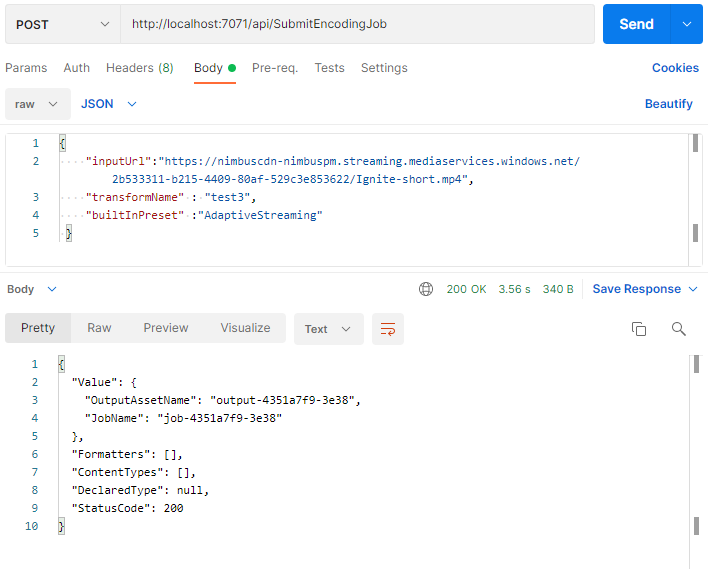 POST http://localhost:7071/api/SubmitEncodingJob Send
Params Auth Headers (8) Body Pre-req. Tests Settings Cookies
raw JSON Beautify
1 {
2 "inputUrl":"https://nimbuscdn-nimbuspm.streaming.mediaservices.windows.net/
2b533311-b215-4409-80af-529c3e853622/Ignite-short.mp4",
3 "transformName" : "test3",
4 "builtInPreset" :"AdaptiveStreaming"
5 }
Body 200 OK 3.56 s 340 B Save Response
Pretty Raw Preview Visualize Text
1 {
2 "Value": {
3 "OutputAssetName": "output-4351a7f9-3e38",
4 "JobName": "job-4351a7f9-3e38"
5 },
6 "Formatters": [],
7 "ContentTypes": [],
8 "DeclaredType": null,
9 "StatusCode": 200
10 }